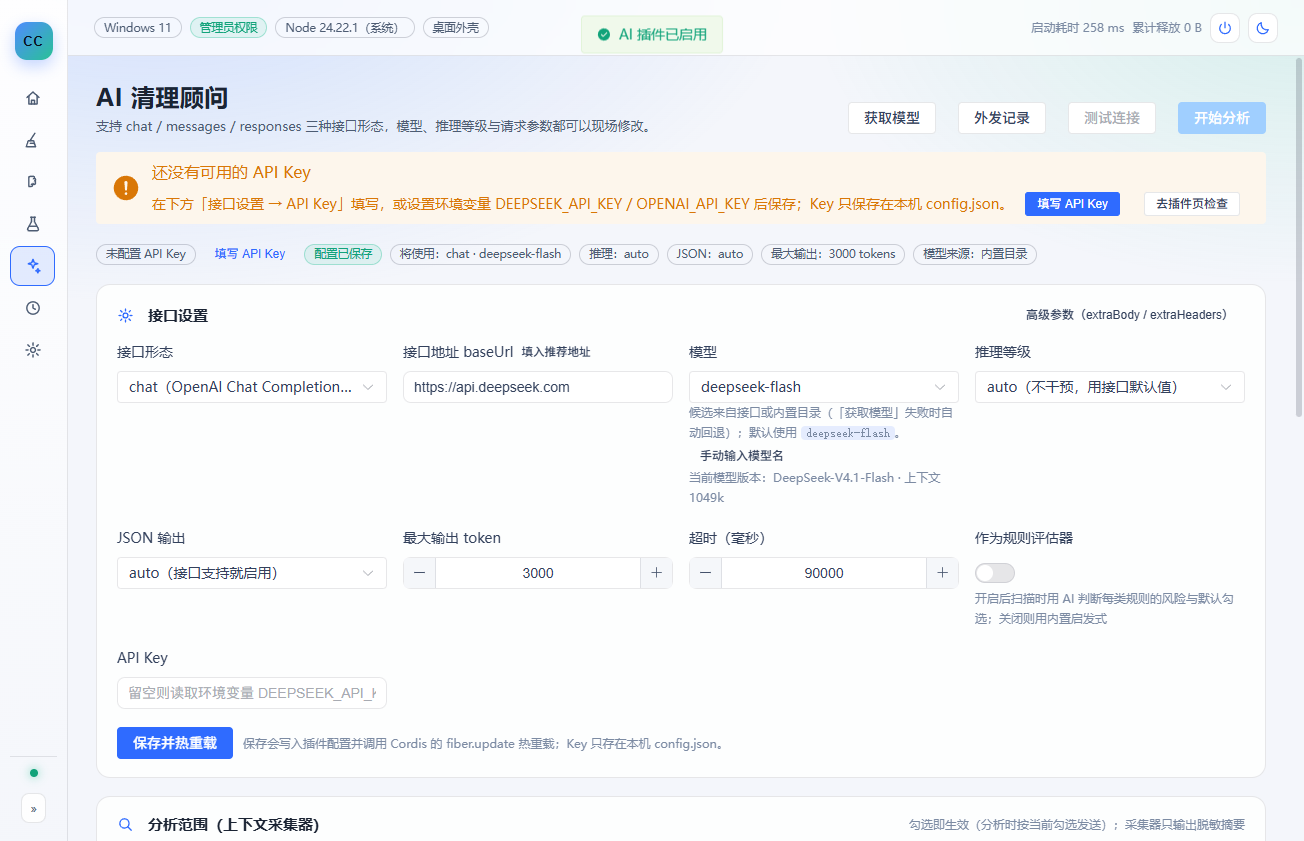 CC
Windows 11
管理员权限
Node 24.22.1（系统）
桌面外壳
AI 插件已启用
启动耗时 258 ms 累计释放 0 B
AI 清理顾问
支持 chat / messages / responses 三种接口形态，模型、推理等级与请求参数都可以现场修改。
获取模型
外发记录
测试连接
开始分析
还没有可用的 API Key
在下方「接口设置 → API Key」填写，或设置环境变量 DEEPSEEK_API_KEY / OPENAI_API_KEY 后保存；Key 只保存在本机 config.json。
填写 API Key
去插件页检查
未配置 API Key
填写 API Key
配置已保存
将使用：chat · deepseek-flash
推理：auto
JSON：auto
最大输出：3000 tokens
模型来源：内置目录
接口设置
高级参数（extraBody / extraHeaders）
接口形态
接口地址 baseUrl 填入推荐地址
模型
推理等级
chat（OpenAI Chat Completion...
https://api.deepseek.com
deepseek-flash
auto（不干预，用接口默认值）
候选来自接口或内置目录（「获取模型」失败时自
动回退）；默认使用 deepseek-flash。
手动输入模型名
当前模型版本：DeepSeek-V4.1-Flash · 上下文
1049k
JSON 输出
最大输出 token
超时（毫秒）
作为规则评估器
auto（接口支持就启用）
3000
90000
开启后扫描时用 AI 判断每类规则的风险与默认勾
选；关闭则用内置启发式
API Key
留空则读取环境变量 DEEPSEEK_API_K
保存并热重载
保存会写入插件配置并调用 Cordis 的 fiber.update 热重载；Key 只存在本机 config.json。
»
分析范围（上下文采集器）
勾选即生效（分析时按当前勾选发送）；采集器只输出脱敏摘要